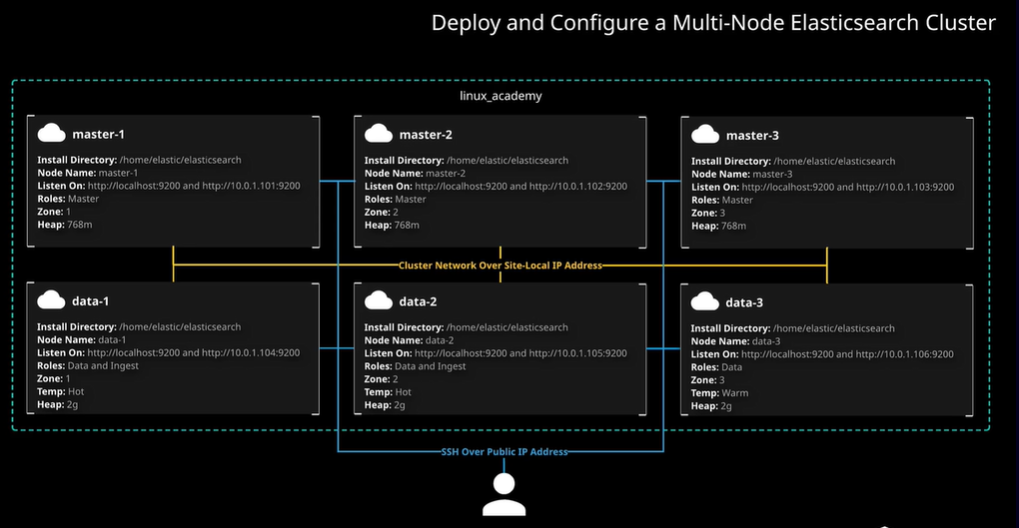 Deploy and Configure a Multi-Node Elasticsearch Cluster
linux_academy
master-1
Install Directory: /home/elastic/elasticsearch
Node Name: master-1
Listen On: http://localhost:9200 and http://10.0.1.101:9200
Roles: Master
Zone: 1
Heap: 768m
master-2
Install Directory: /home/elastic/elasticsearch
Node Name: master-2
Listen On: http://localhost:9200 and http://10.0.1.102:9200
Roles: Master
Zone: 2
Heap: 768m
master-3
Install Directory: /home/elastic/elasticsearch
Node Name: master-3
Listen On: http://localhost:9200 and http://10.0.1.103:9200
Roles: Master
Zone: 3
Heap: 768m
Cluster Network Over Site-Local IP Address
data-1
Install Directory: /home/elastic/elasticsearch
Node Name: data-1
Listen On: http://localhost:9200 and http://10.0.1.104:9200
Roles: Data and Ingest
Zone: 1
Temp: Hot
Heap: 2g
data-2
Install Directory: /home/elastic/elasticsearch
Node Name: data-2
Listen On: http://localhost:9200 and http://10.0.1.105:9200
Roles: Data and Ingest
Zone: 2
Temp: Hot
Heap: 2g
data-3
Install Directory: /home/elastic/elasticsearch
Node Name: data-3
Listen On: http://localhost:9200 and http://10.0.1.106:9200
Roles: Data
Zone: 3
Temp: Warm
Heap: 2g
SSH Over Public IP Address